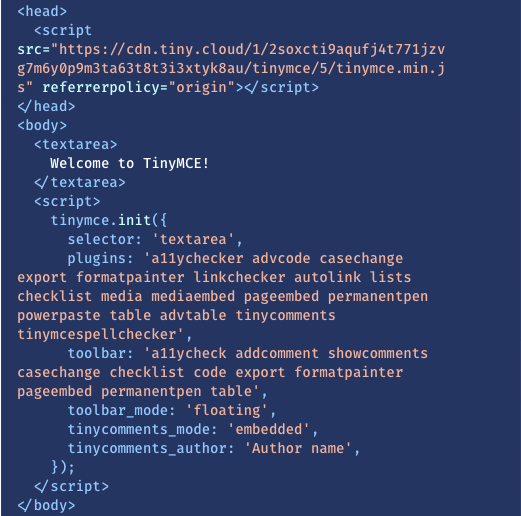 <head>
  <script
src="https://cdn.tiny.cloud/1/2soxcti9aqufj4t771jzv
g7m6y0p9m3ta63t8t3i3xtyk8au/tinymce/5/tinymce.min.j
s" referrerpolicy="origin"></script>
</head>
<body>
  <textarea>
    Welcome to TinyMCE!
  </textarea>
  <script>
    tinymce.init({
      selector: 'textarea',
      plugins: 'a11ychecker advcode casechange
export formatpainter linkchecker autolink lists
checklist media mediaembed pageembed permanentpen
powerpaste table advtable tinycomments
tinymcespellchecker',
      toolbar: 'a11ycheck addcomment showcomments
casechange checklist code export formatpainter
pageembed permanentpen table',
      toolbar_mode: 'floating',
      tinycomments_mode: 'embedded',
      tinycomments_author: 'Author name',
    });
  </script>
</body>